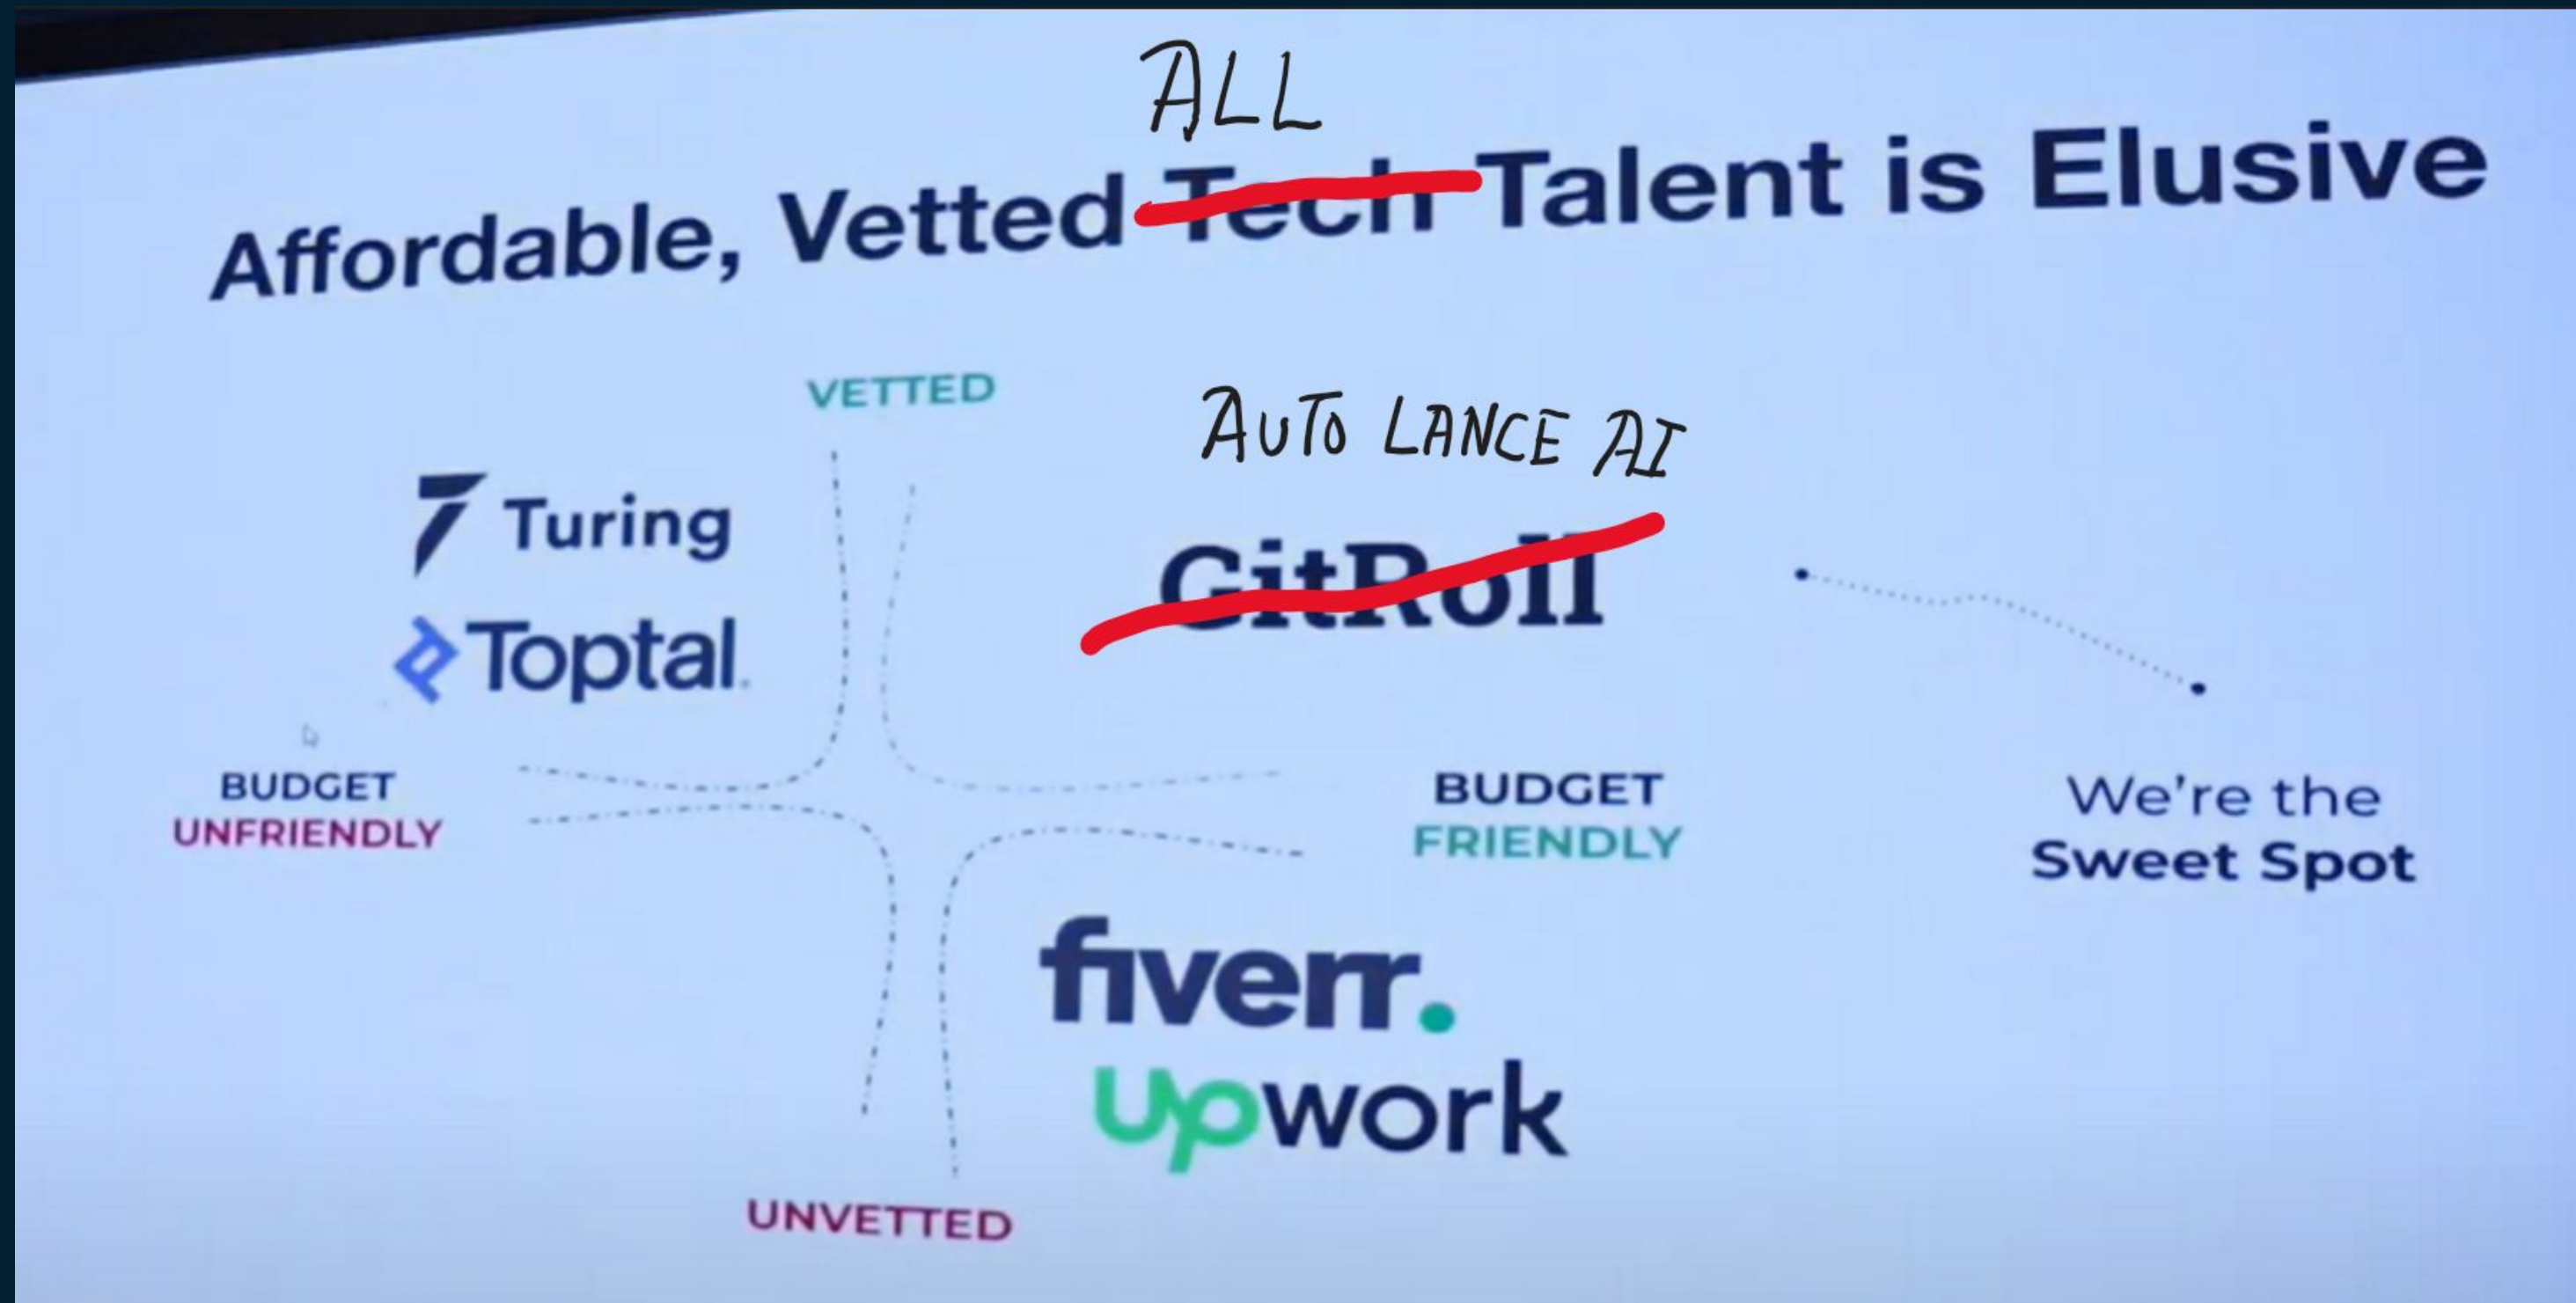 ALL
Affordable, Vetted Tech Talent is Elusive
VETTED
AUTO LANCE AI
Turing
GitRoll
Toptal
BUDGET
UNFRIENDLY
BUDGET
FRIENDLY
We're the
Sweet Spot
fiverr.
upwork
UNVETTED